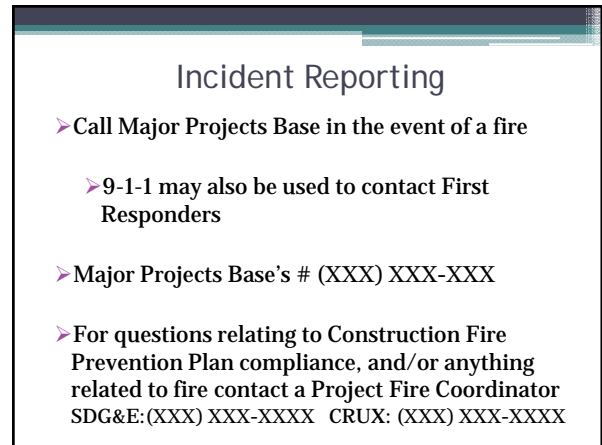 Incident Reporting
➢Call Major Projects Base in the event of a fire
➢9-1-1 may also be used to contact First
Responders
➢Major Projects Base's # (XXX) XXX-XXX
➢For questions relating to Construction Fire
Prevention Plan compliance, and/or anything
related to fire contact a Project Fire Coordinator
SDG&E:(XXX) XXX-XXXX CRUX: (XXX) XXX-XXXX